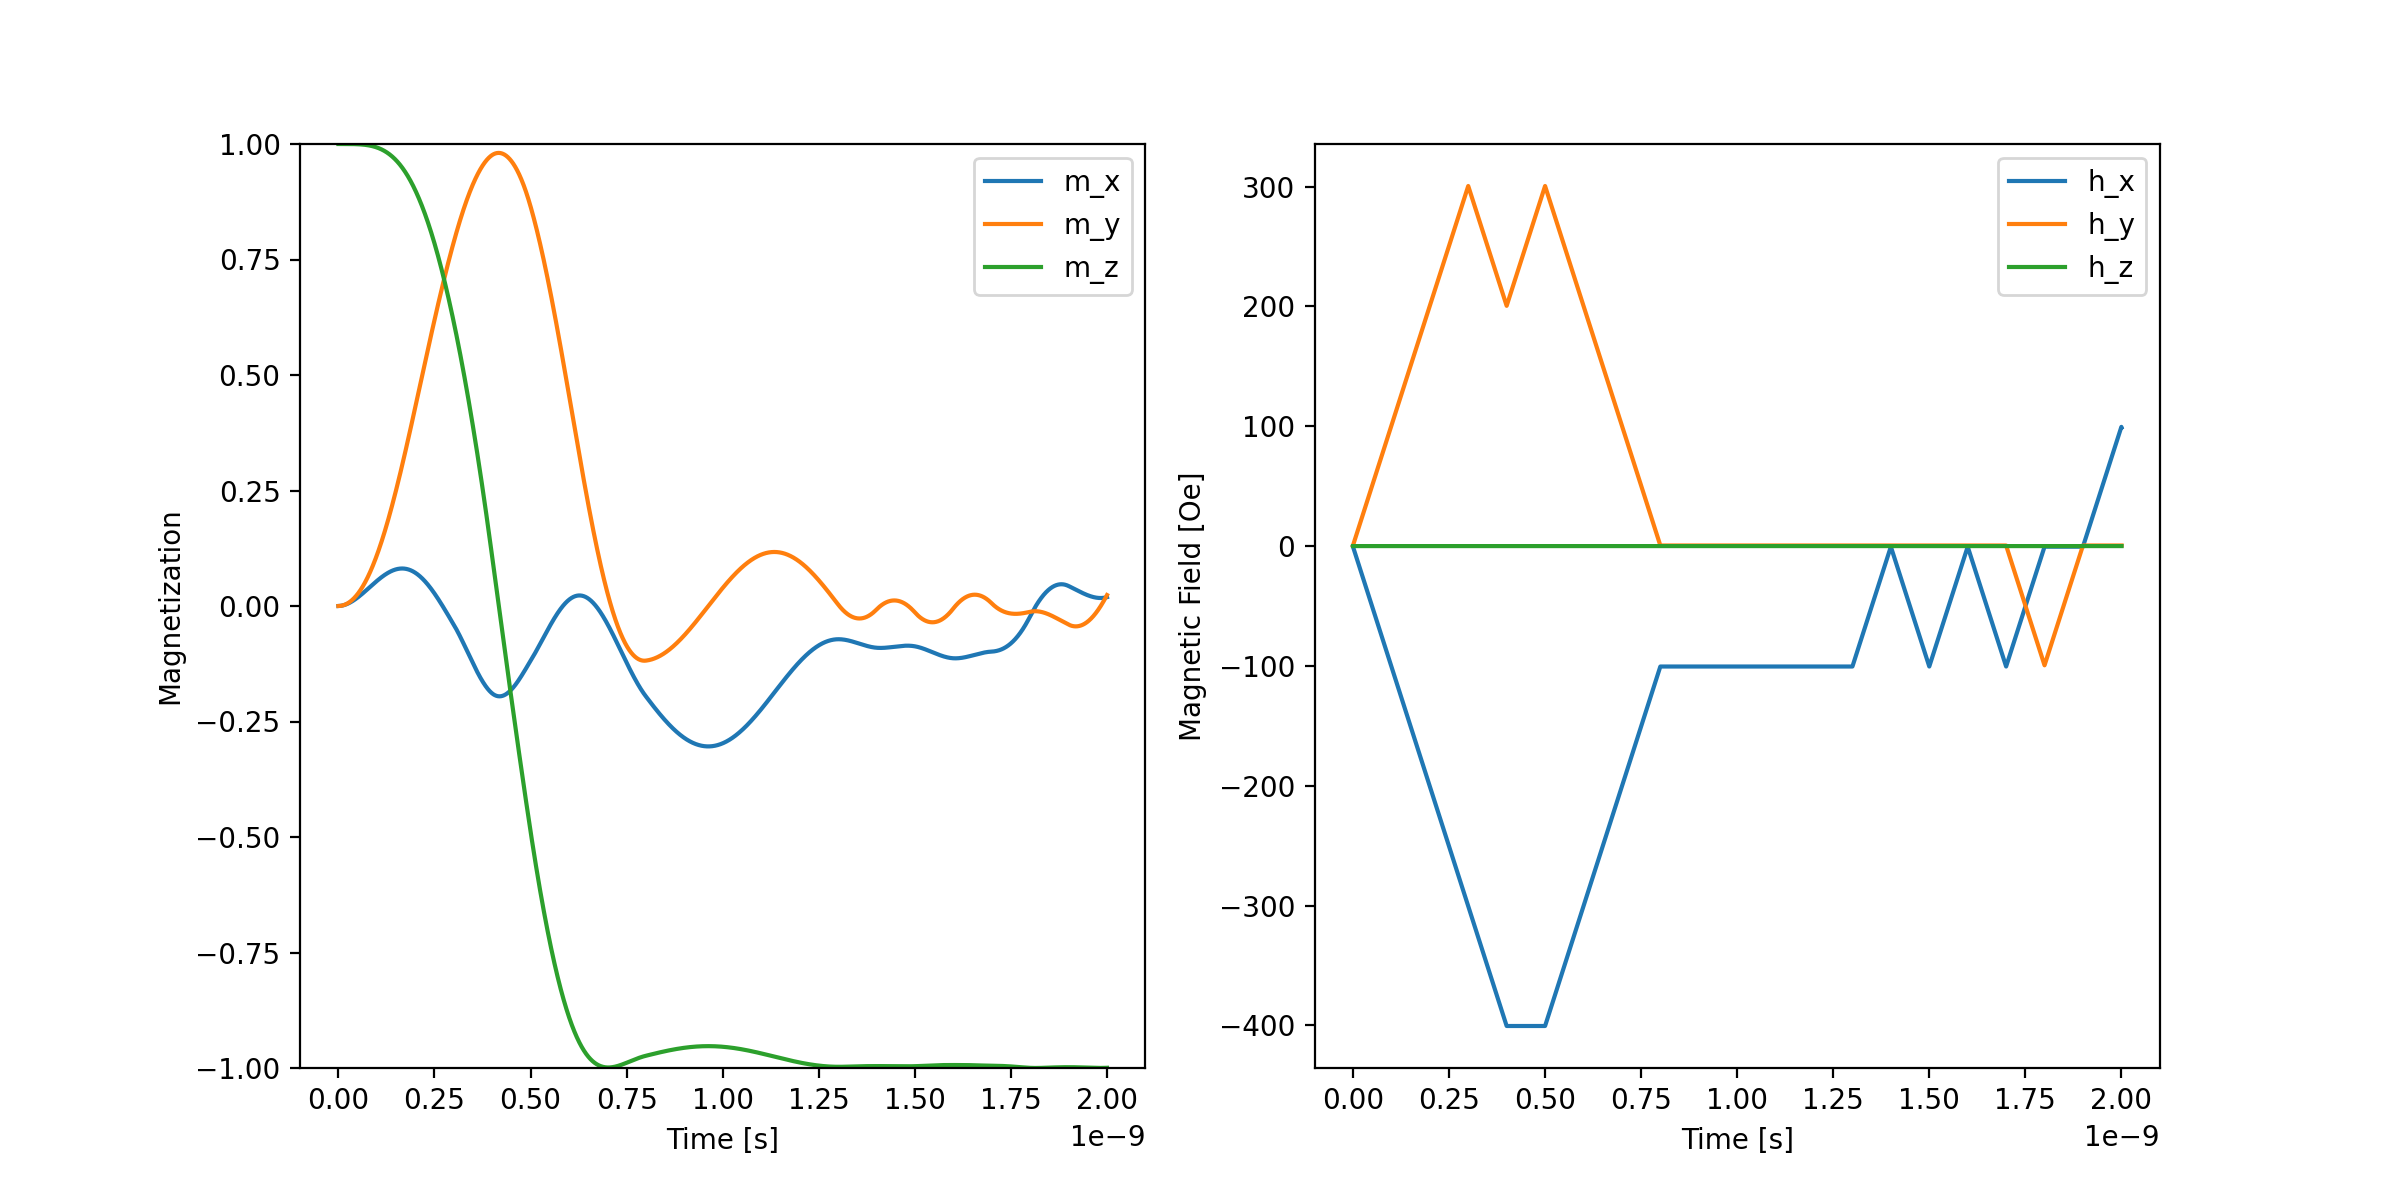 1.00
0.75
0.50
0.25
0.00
−0.25
−0.50
−0.75
−1.00
Magnetization
m_x
m_y
m_z
0.00 0.25 0.50 0.75 1.00 1.25 1.50 1.75 2.00
Time [s]
1e−9
300
200
100
0
−100
−200
−300
−400
Magnetic Field [Oe]
h_x
h_y
h_z
0.00 0.25 0.50 0.75 1.00 1.25 1.50 1.75 2.00
Time [s]
1e−9